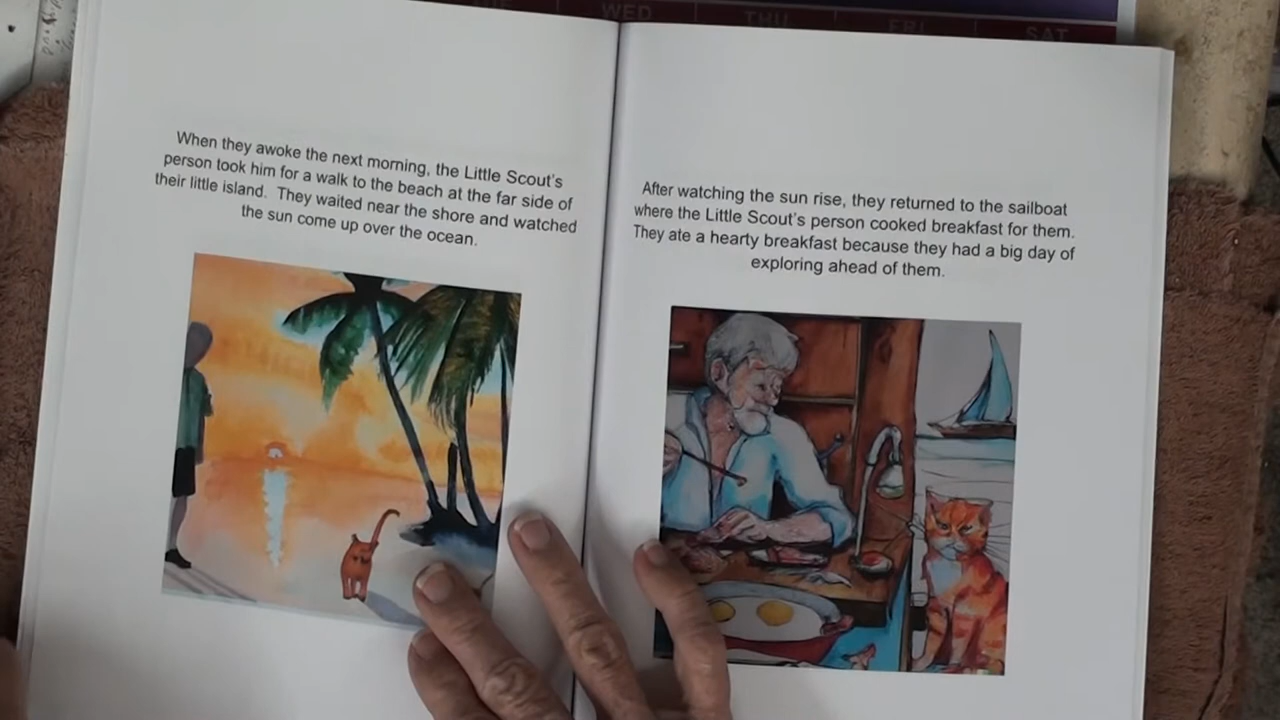 WED
THU
FRI
SAT
When they awoke the next morning, the Little Scout's
person took him for a walk to the beach at the far side of
their little island. They waited near the shore and watched
the sun come up over the ocean.
After watching the sun rise, they returned to the sailboat
where the Little Scout's person cooked breakfast for them.
They ate a hearty breakfast because they had a big day of
exploring ahead of them.